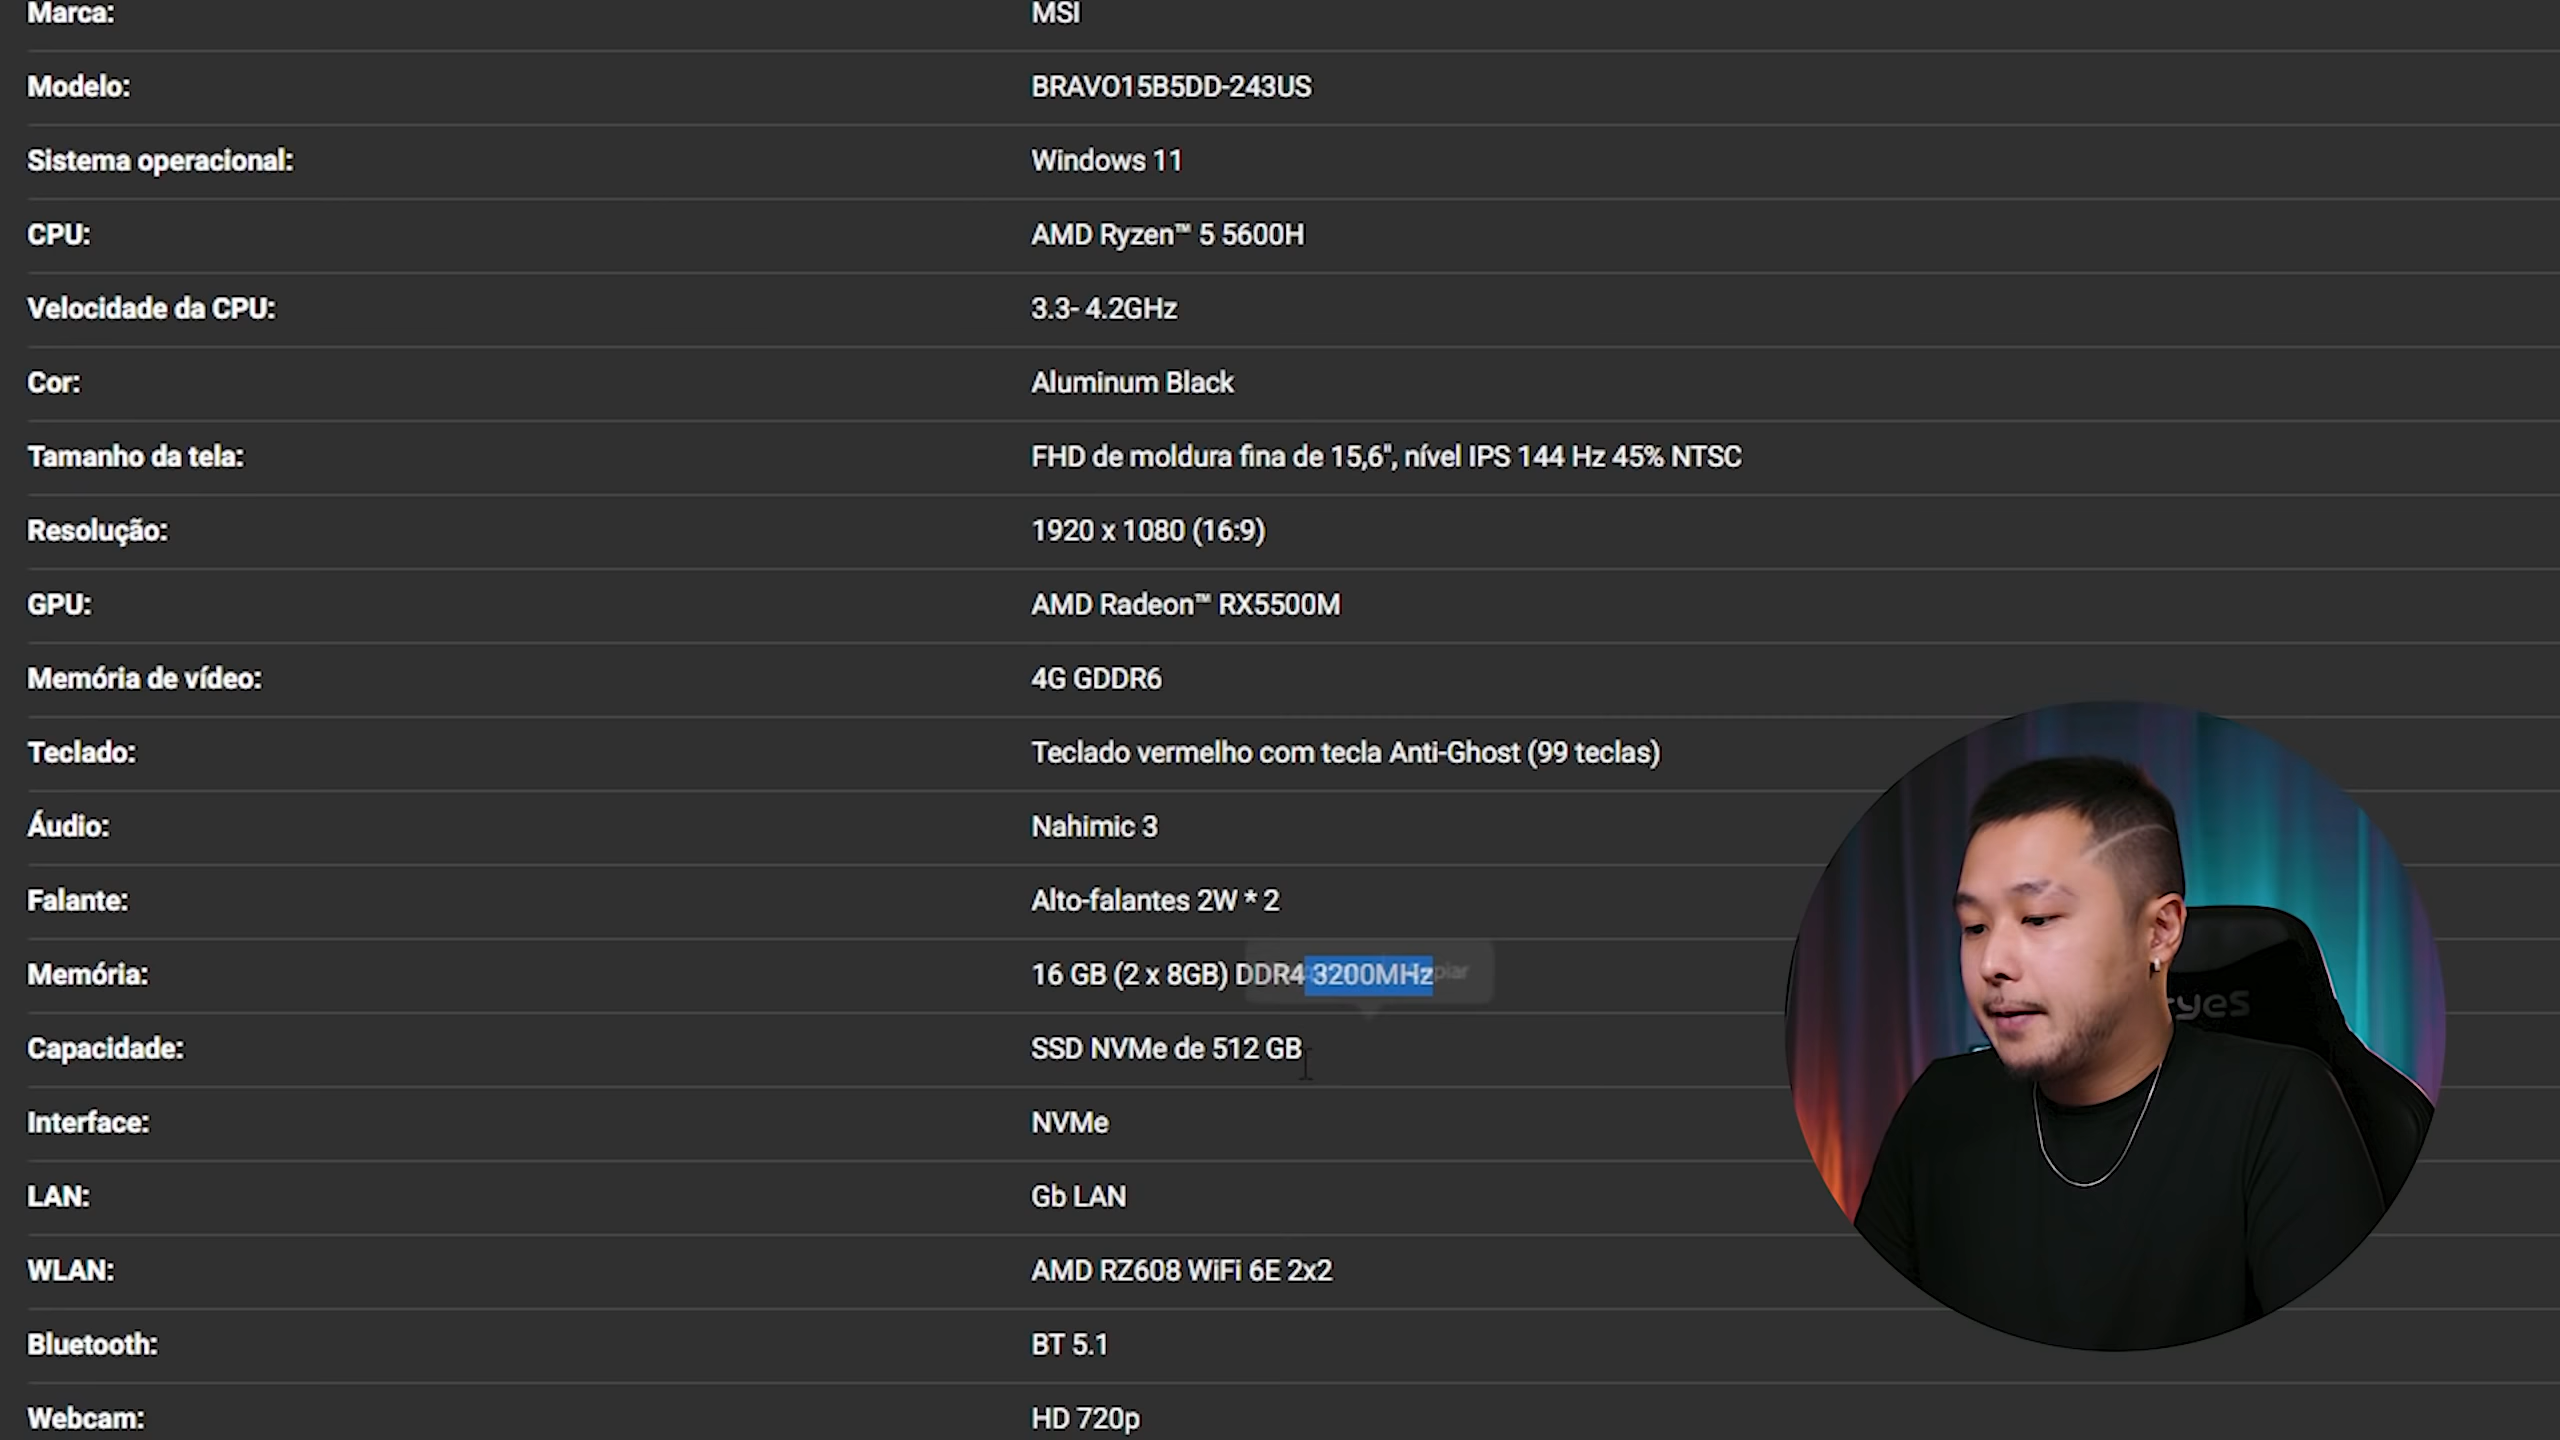 Marca: MSI
Modelo: BRAVO15B5DD-243US
Sistema operacional: Windows 11
CPU: AMD Ryzen™ 5 5600H
Velocidade da CPU: 3.3- 4.2GHz
Cor: Aluminum Black
Tamanho da tela: FHD de moldura fina de 15,6", nível IPS 144 Hz 45% NTSC
Resolução: 1920 x 1080 (16:9)
GPU: AMD Radeon™ RX5500M
Memória de vídeo: 4G GDDR6
Teclado: Teclado vermelho com tecla Anti-Ghost (99 teclas)
Áudio: Nahimic 3
Falante: Alto-falantes 2W * 2
Memória: 16 GB (2 x 8GB) DDR4 3200MHz
Capacidade: SSD NVMe de 512 GB
Interface: NVMe
LAN: Gb LAN
WLAN: AMD RZ608 WiFi 6E 2x2
Bluetooth: BT 5.1
Webcam: HD 720p